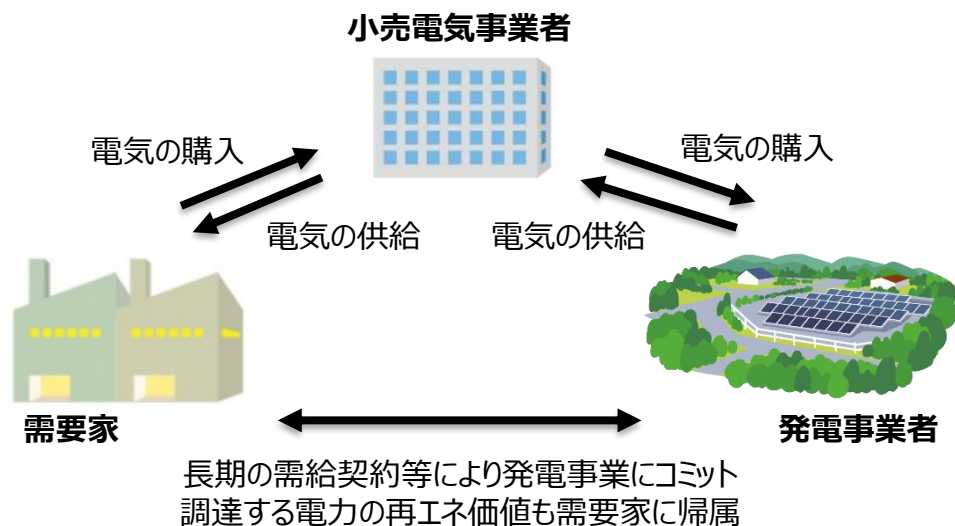 小売電気事業者
電気の購入
電気の購入
電気の供給
電気の供給
需要家
発電事業者
長期の需給契約等により発電事業にコミット
調達する電力の再エネ価値も需要家に帰属